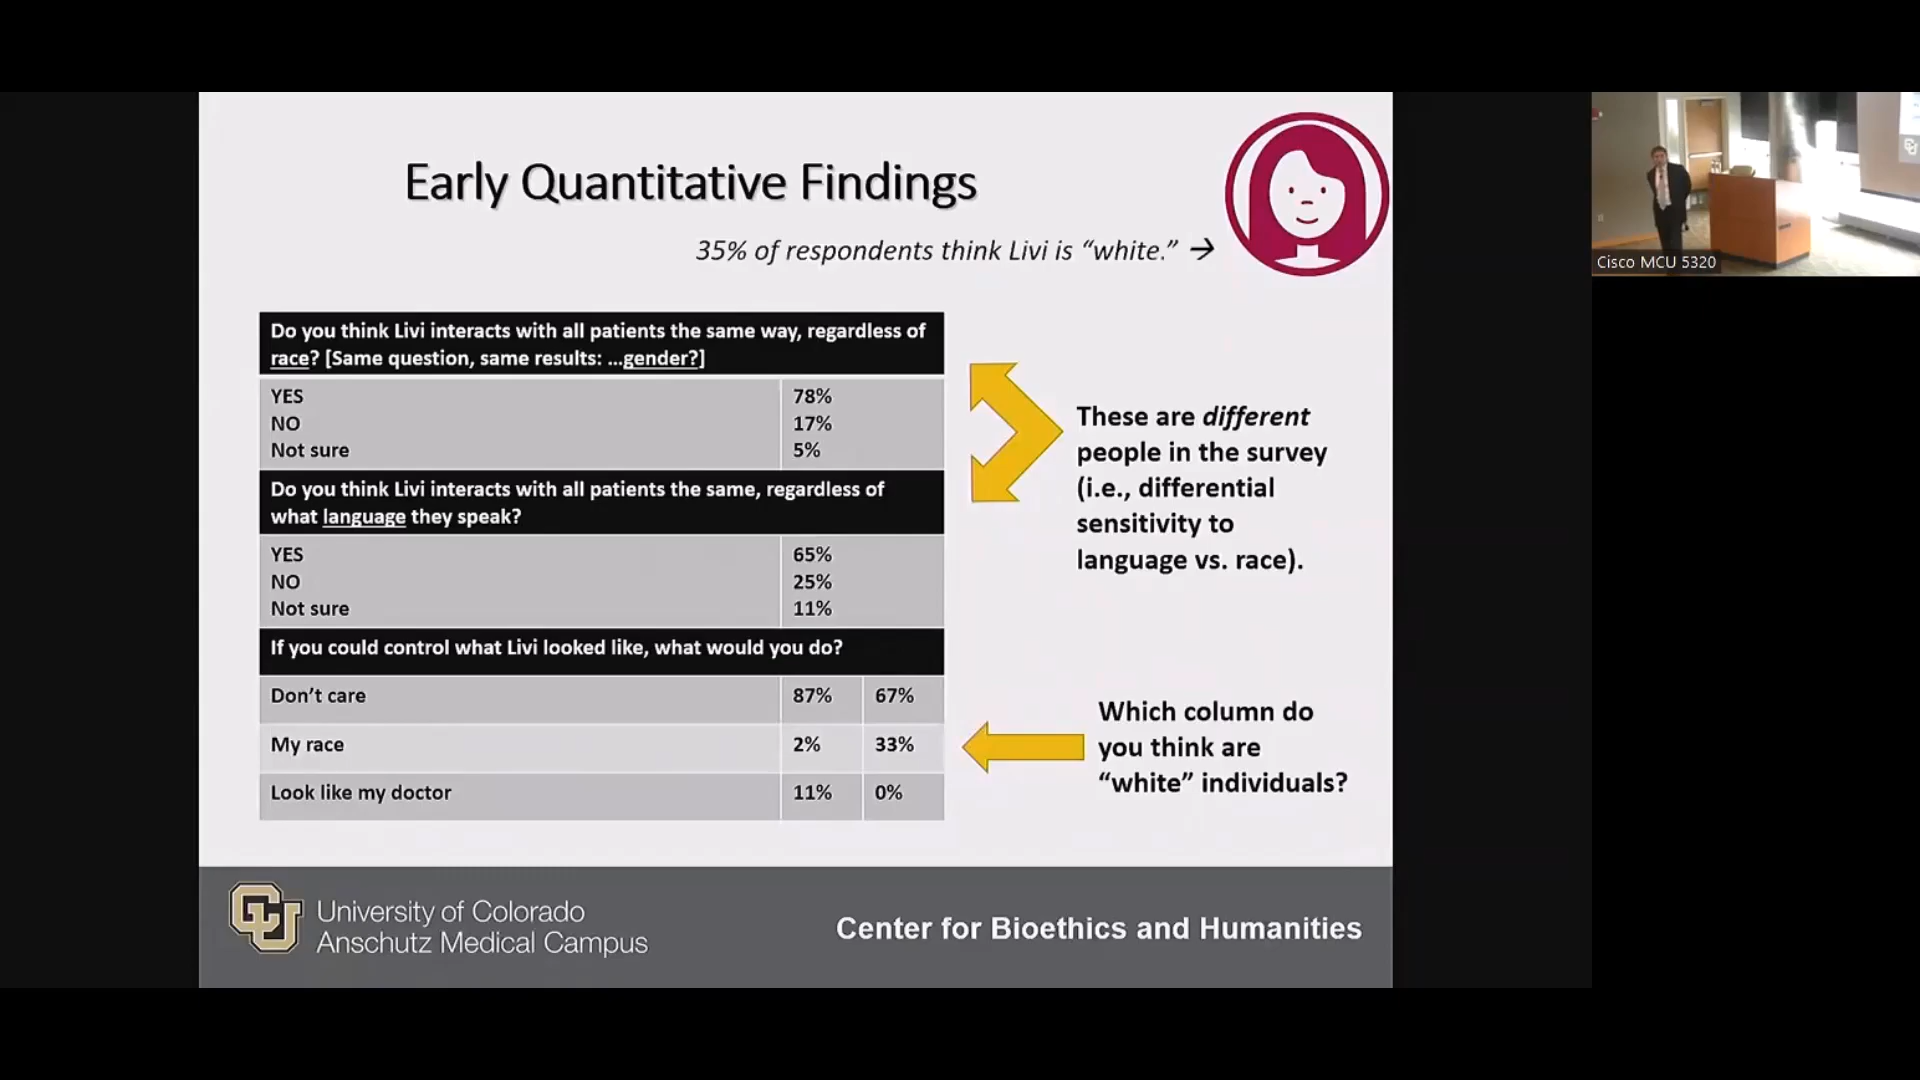 Early Quantitative Findings
35% of respondents think Livi is “white.” →
Do you think Livi interacts with all patients the same way, regardless of
race? [Same question, same results: ...gender?]
YES 78%
NO 17%
Not sure 5%
Do you think Livi interacts with all patients the same, regardless of
what language they speak?
YES 65%
NO 25%
Not sure 11%
If you could control what Livi looked like, what would you do?
Don’t care 87% 67%
My race 2% 33%
Look like my doctor 11% 0%
These are different
people in the survey
(i.e., differential
sensitivity to
language vs. race).
Which column do
you think are
“white” individuals?
CU
University of Colorado
Anschutz Medical Campus
Center for Bioethics and Humanities
Cisco MCU 5320